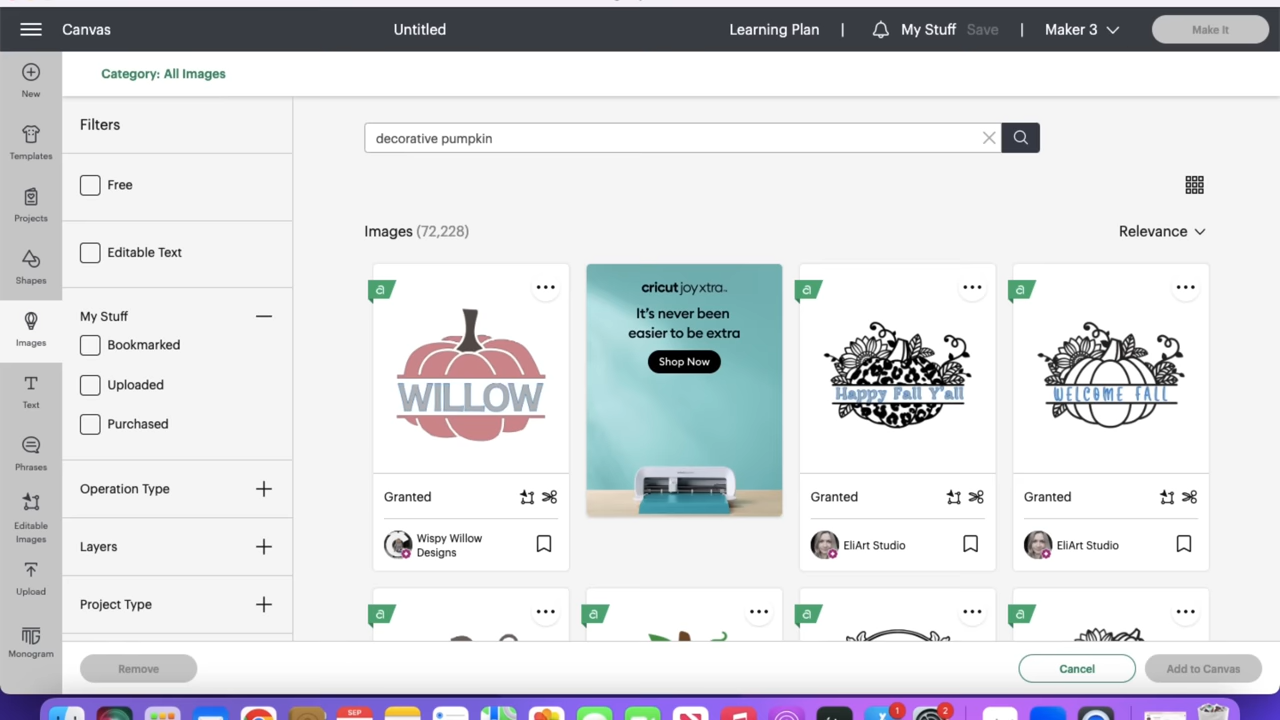 Canvas
Untitled
Learning Plan | My Stuff Save | Maker 3
Make It
Category: All Images
New
Templates
Projects
Shapes
Images
Text
Phrases
Editable
Images
Upload
Monogram
Filters
Free
Editable Text
My Stuff
Bookmarked
Uploaded
Purchased
Operation Type
Layers
Project Type
decorative pumpkin
Images (72,228)
Relevance
a
WILLOW
Granted
Wispy Willow
Designs
cricut joy xtra™
It's never been
easier to be extra
Shop Now
a
Happy Fall Y'all
Granted
EliArt Studio
a
WELCOME FALL
Granted
EliArt Studio
a
a
a
a
Remove
Cancel
Add to Canvas
SEP
1
2